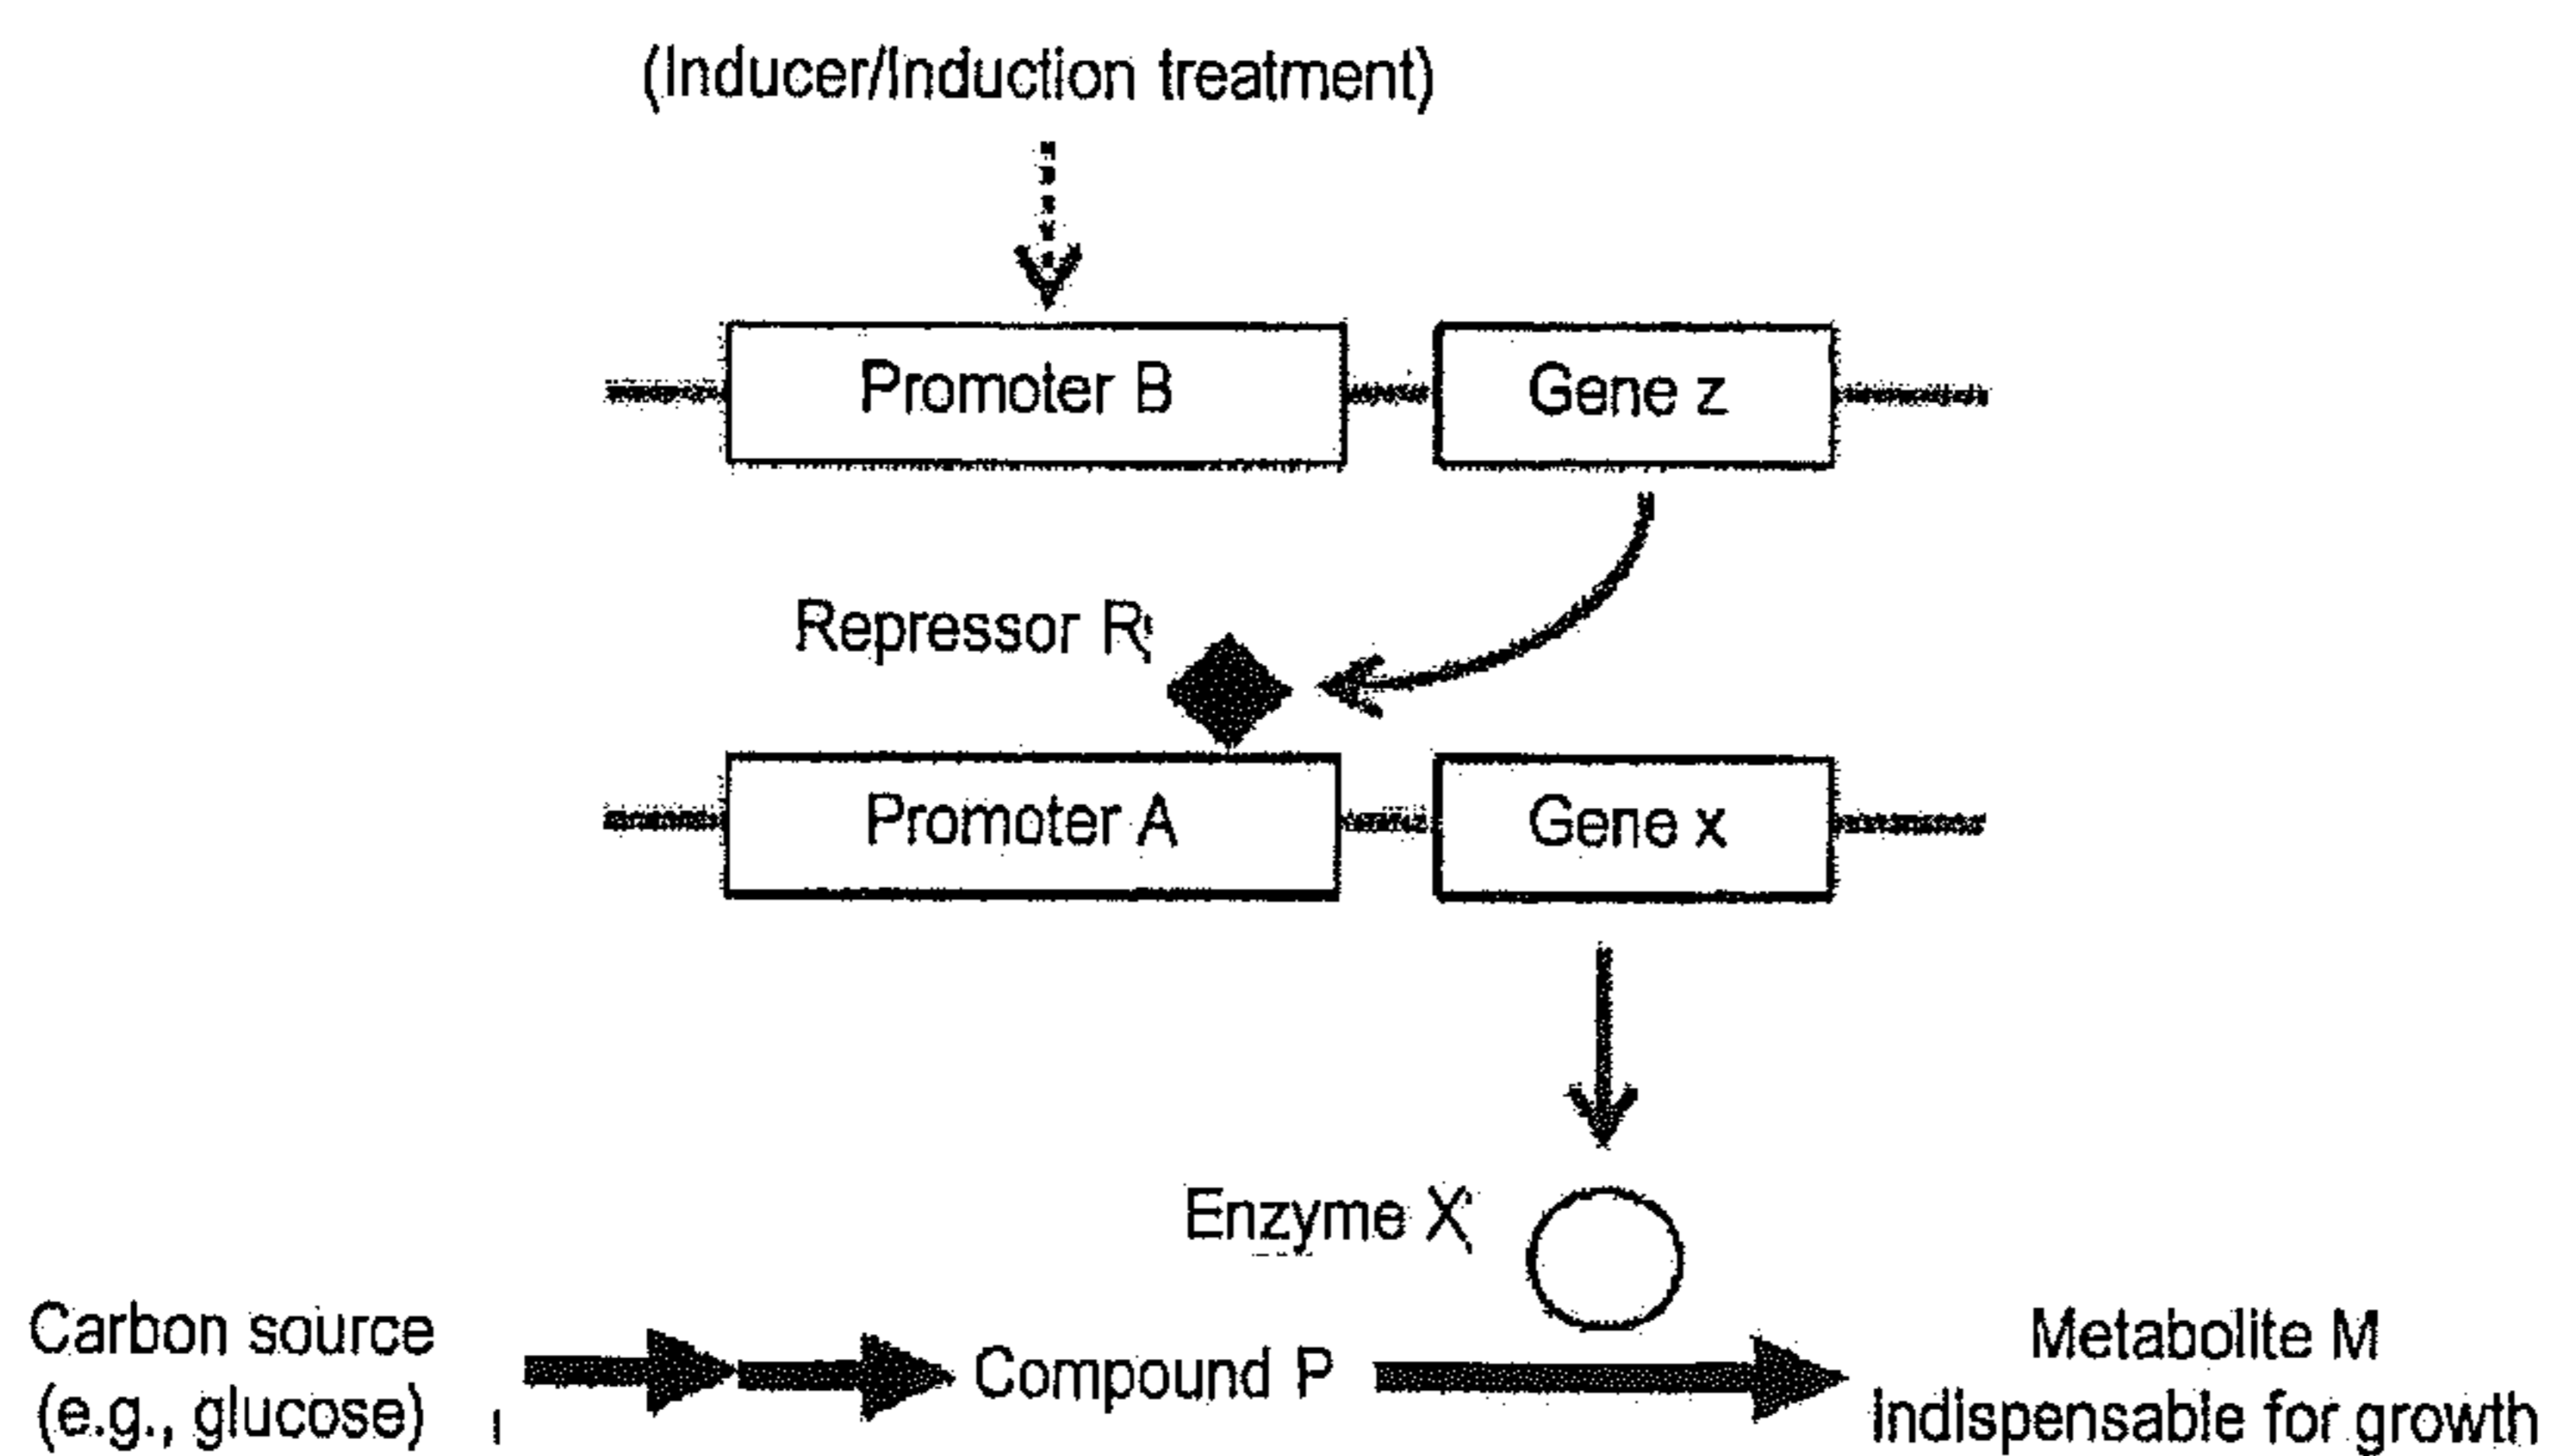 (Inducer/Induction treatment)
Promoter B
Gene z
Repressor R
Promoter A
Gene x
Enzyme X
Carbon source
(e.g., glucose)
Compound P
Metabolite M
Indispensable for growth